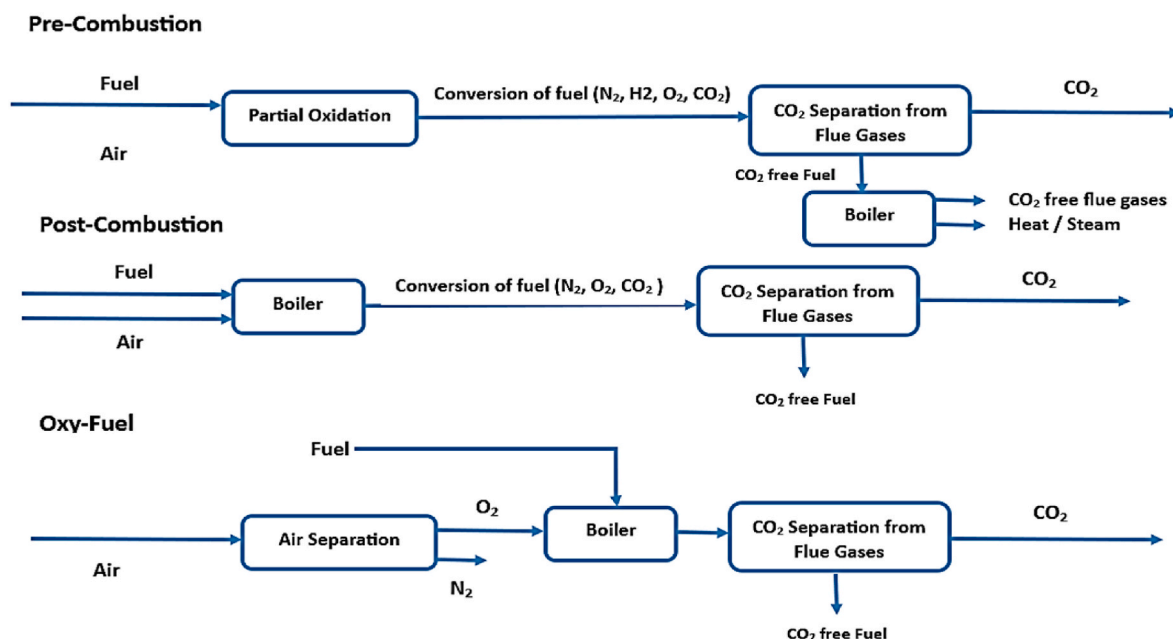 Pre-Combustion
Fuel
Air
Partial Oxidation
Conversion of fuel (N₂, H2, O₂, CO₂)
CO₂ Separation from
Flue Gases
CO₂
CO₂ free Fuel
Boiler
CO₂ free flue gases
Heat / Steam
Post-Combustion
Fuel
Air
Boiler
Conversion of fuel (N₂, O₂, CO₂ )
CO₂ Separation from
Flue Gases
CO₂
CO₂ free Fuel
Oxy-Fuel
Fuel
Air
Air Separation
O₂
N₂
Boiler
CO₂ Separation from
Flue Gases
CO₂
CO₂ free Fuel